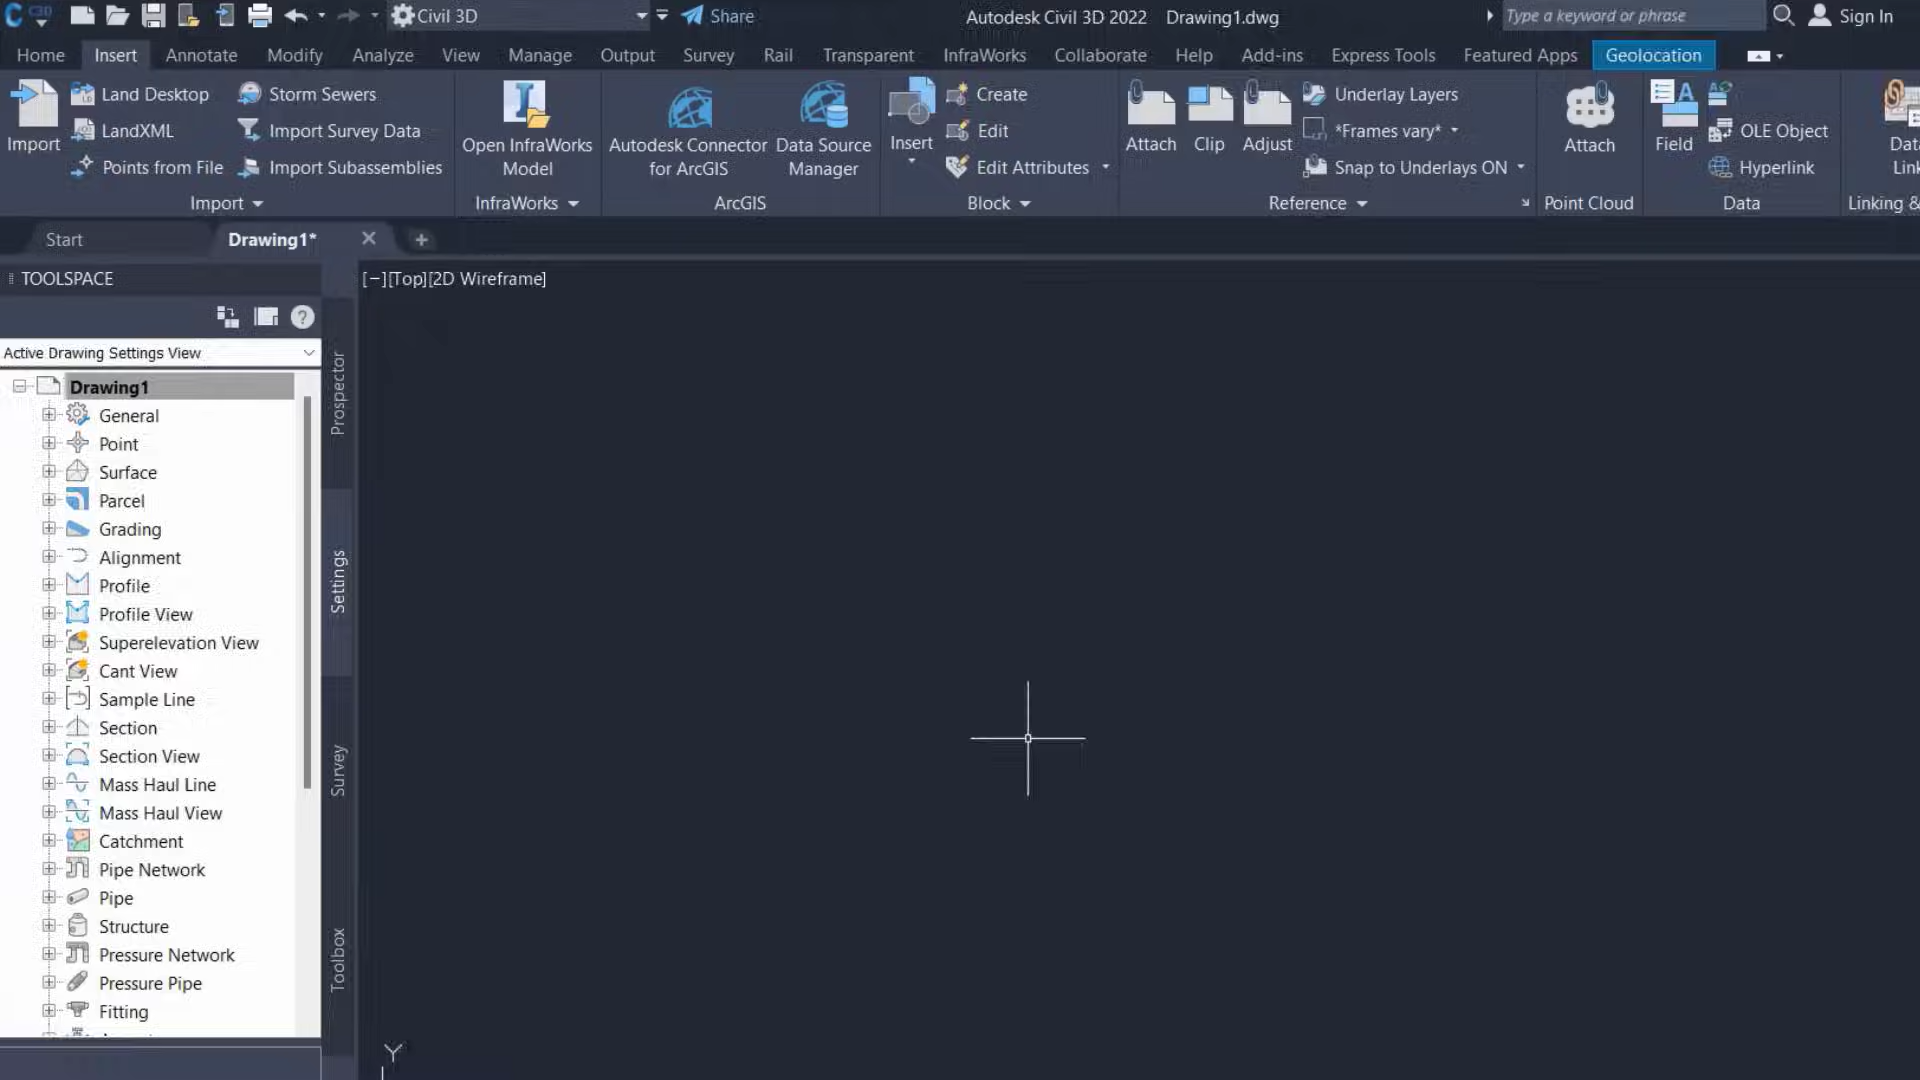 C3D Civil 3D Share Autodesk Civil 3D 2022 Drawing1.dwg Type a keyword or phrase Sign In
Home Insert Annotate Modify Analyze View Manage Output Survey Rail Transparent InfraWorks Collaborate Help Add-ins Express Tools Featured Apps Geolocation
Import
Land Desktop
LandXML
Points from File
Storm Sewers
Import Survey Data
Import Subassemblies
Import
Open InfraWorks
Model
InfraWorks
Autodesk Connector
for ArcGIS
Data Source
Manager
ArcGIS
Insert
Create
Edit
Edit Attributes
Block
Attach
Clip
Adjust
Underlay Layers
*Frames vary*
Snap to Underlays ON
Reference
Attach
Point Cloud
Field
OLE Object
Hyperlink
Data
Data
Link
Linking &
Start Drawing1*
TOOLSPACE
[−][Top][2D Wireframe]
Active Drawing Settings View
Drawing1
General
Point
Surface
Parcel
Grading
Alignment
Profile
Profile View
Superelevation View
Cant View
Sample Line
Section
Section View
Mass Haul Line
Mass Haul View
Catchment
Pipe Network
Pipe
Structure
Pressure Network
Pressure Pipe
Fitting
Prospector
Settings
Survey
Toolbox
Y